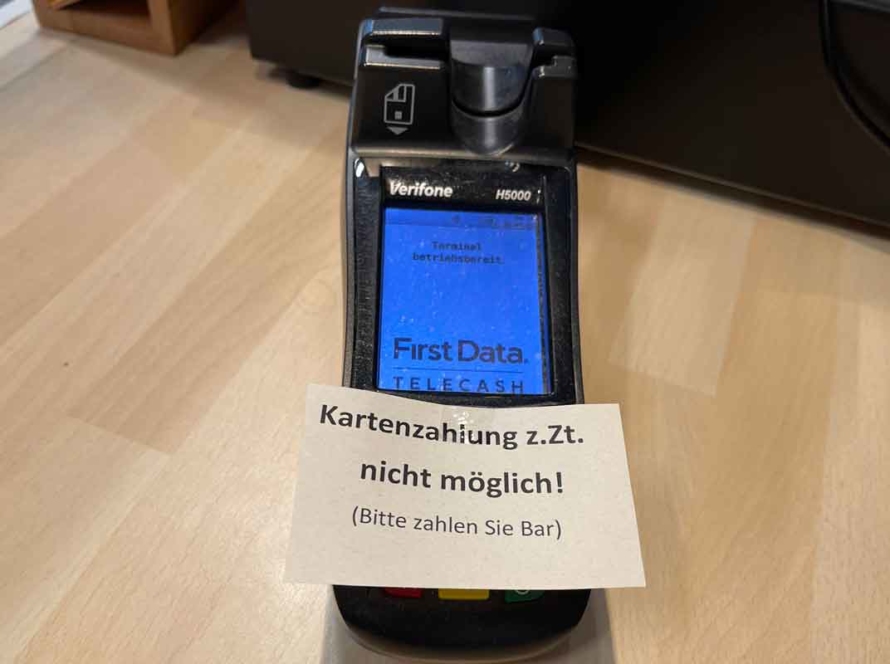 Verifone H5000
Terminal
betriebsbereit.
First Data.
TELECASH
Kartenzahlung z.Zt.
nicht möglich!
(Bitte zahlen Sie Bar)